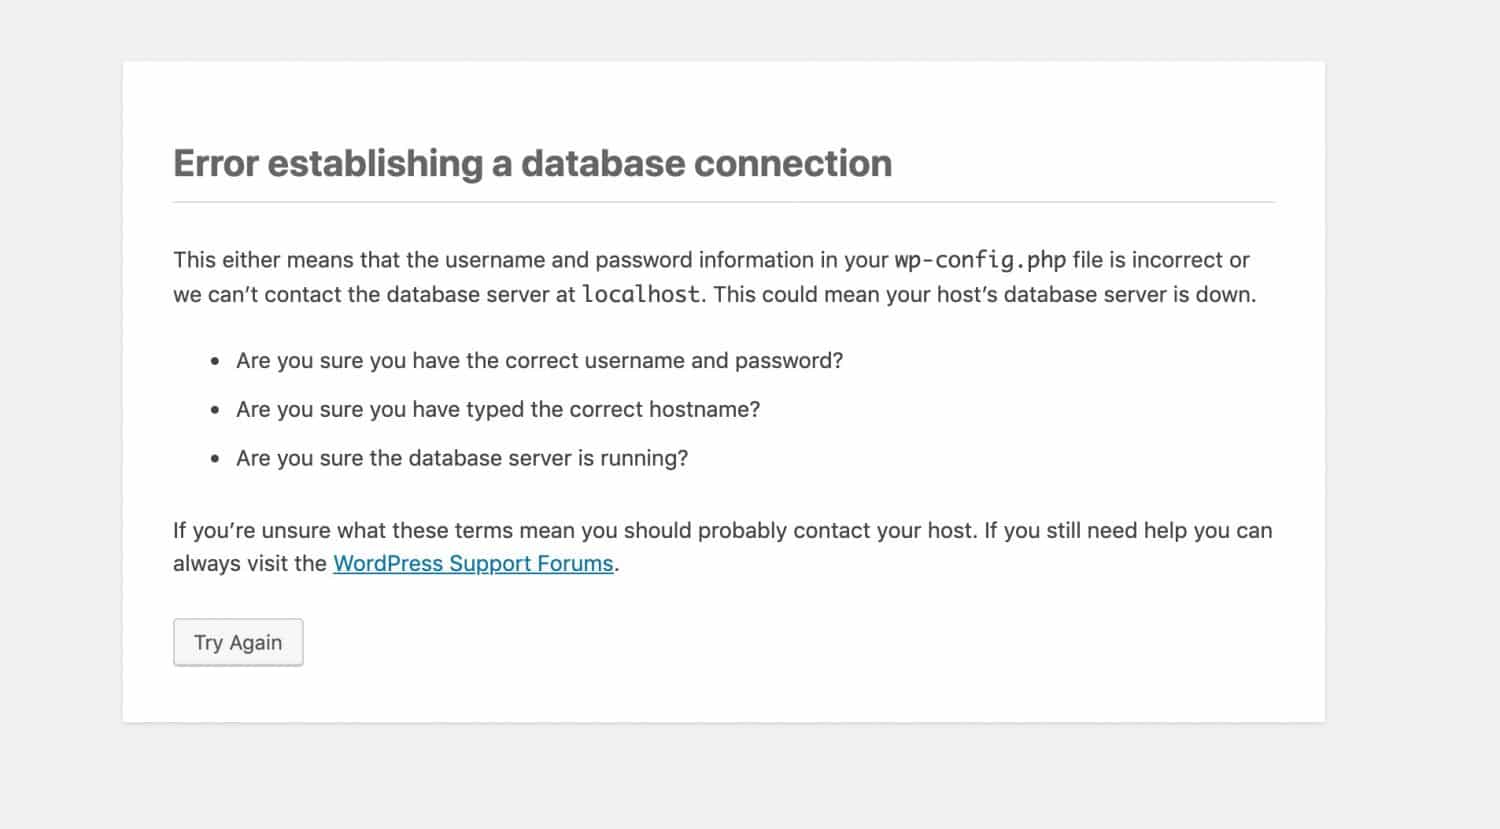 Error establishing a database connection
This either means that the username and password information in your wp-config.php file is incorrect or
we can’t contact the database server at localhost. This could mean your host’s database server is down.
Are you sure you have the correct username and password?
Are you sure you have typed the correct hostname?
Are you sure the database server is running?
If you’re unsure what these terms mean you should probably contact your host. If you still need help you can
always visit the WordPress Support Forums.
Try Again